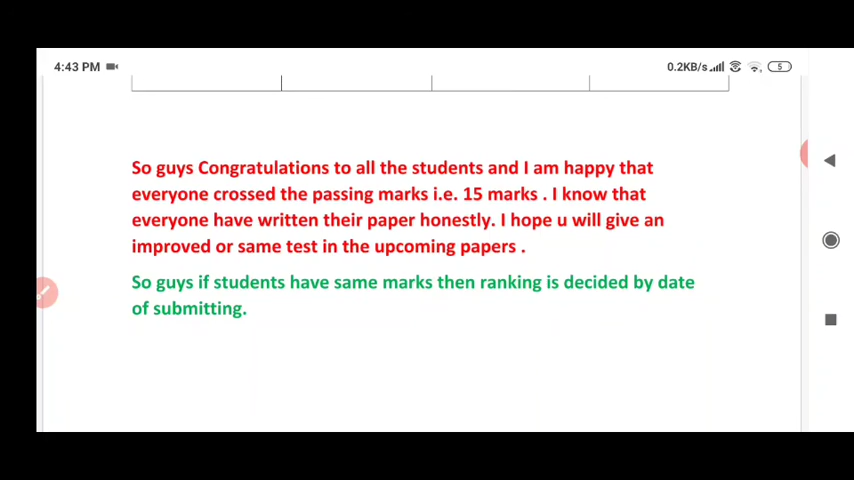 4:43 PM 0.2KB/s 5
So guys Congratulations to all the students and I am happy that
everyone crossed the passing marks i.e. 15 marks . I know that
everyone have written their paper honestly. I hope u will give an
improved or same test in the upcoming papers .
So guys if students have same marks then ranking is decided by date
of submitting.